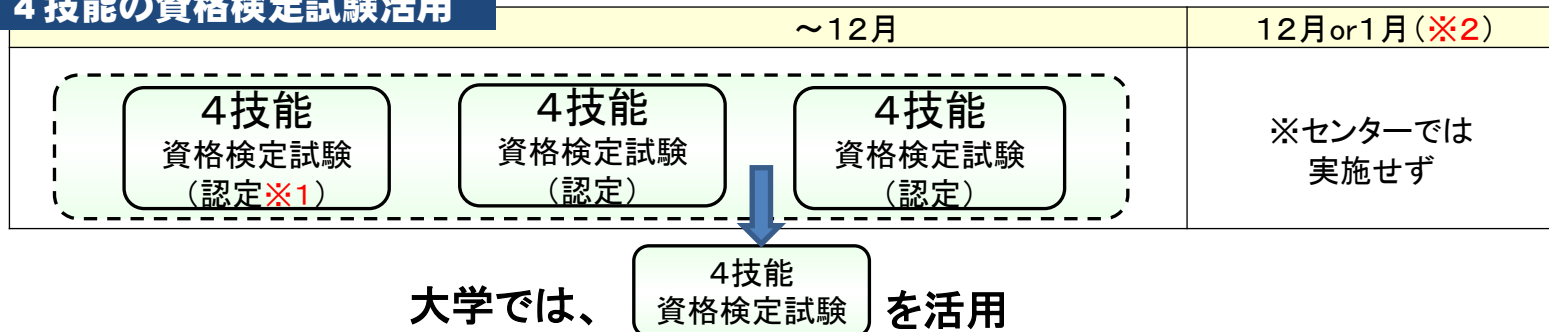 4技能の資格検定試験活用
～12月
12月or1月(※2)
4技能
資格検定試験
(認定※1)
4技能
資格検定試験
(認定)
4技能
資格検定試験
(認定)
※センターでは
実施せず
大学では、
4技能
資格検定試験
を活用